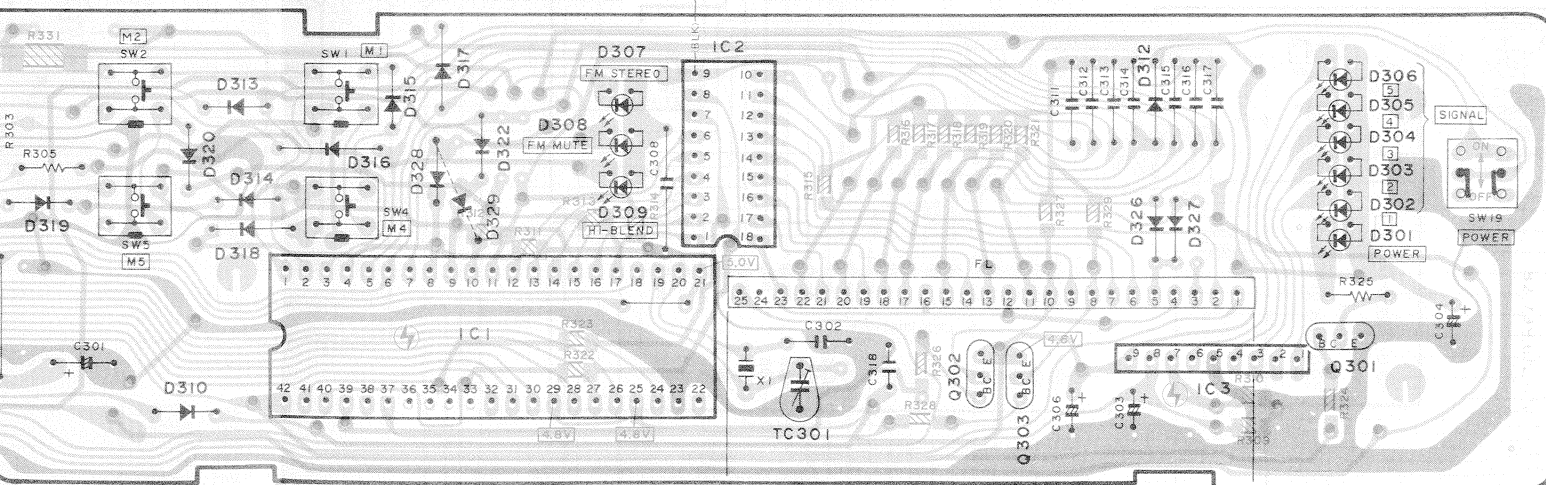 R331
M2
SW2
D313
SW1
M1
D315
D317
D307
FM STEREO
BLK
IC2
9 10
8 11
7 12
6 13
5 14
4 15
3 16
2 17
1 18
D308
FM MUTE
D309
HI-BLEND
C308
R314
R313
R311
R303
R305
D319
D320
D314
D318
SW5
M5
D316
SW4
M4
D328
D322
D329
R315
R316
R317
R318
R319
R320
R321
C311
C312
C313
C314
D312
C315
C316
C317
R327
R329
D326
D327
D306
5
D305
4
D304
3
D303
2
D302
1
D301
POWER
SIGNAL
ON
OFF
SW19
POWER
5.0V
FL
25 24 23 22 21 20 19 18 17 16 15 14 13 12 11 10 9 8 7 6 5 4 3 2 1
1 2 3 4 5 6 7 8 9 10 11 12 13 14 15 16 17 18 19 20 21
IC1
R323
R322
42 41 40 39 38 37 36 35 34 33 32 31 30 29 28 27 26 25 24 23 22
4.8V
4.8V
C301
+
D310
C302
X1
TC301
C318
R326
R328
Q302
B C E
Q303
B C E
4.6V
C306
+
C303
+
9 8 7 6 5 4 3 2 1
IC3
R310
R325
B C E
Q301
R324
C304
+